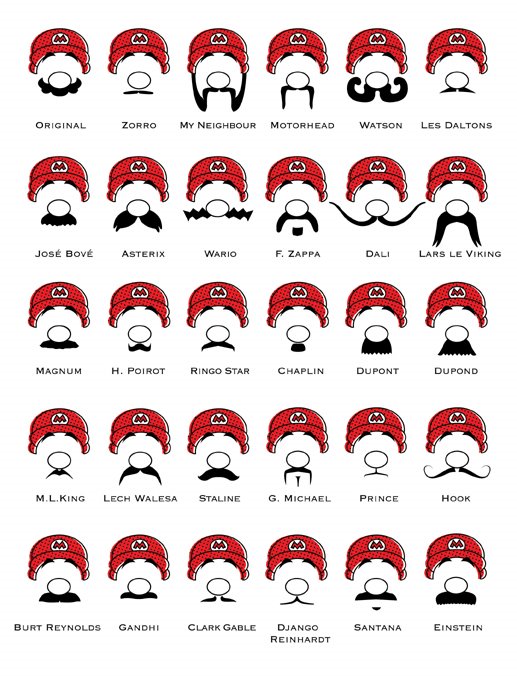 ORIGINAL ZORRO MY NEIGHBOUR MOTORHEAD WATSON LES DALTONS
JOSÉ BOVÉ ASTERIX WARIO F. ZAPPA DALI LARS LE VIKING
MAGNUM H. POIROT RINGO STAR CHAPLIN DUPONT DUPOND
M.L.KING LECH WALESA STALINE G. MICHAEL PRINCE HOOK
BURT REYNOLDS GANDHI CLARK GABLE DJANGO REINHARDT SANTANA EINSTEIN